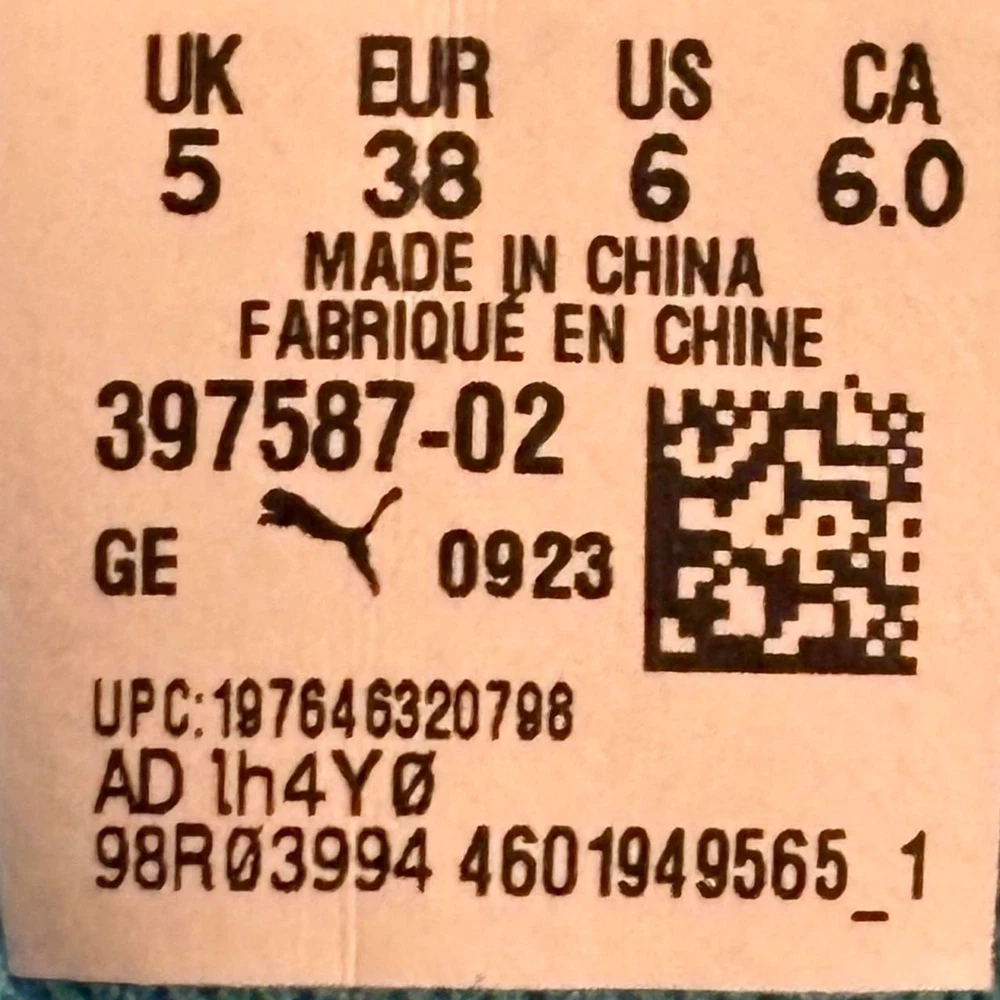 UK EUR US CA
5 38 6 6.0
MADE IN CHINA
FABRIQUÉ EN CHINE
397587-02
GE 0923
UPC:197646320798
AD lh4YØ
98RØ3994 4601949565_1